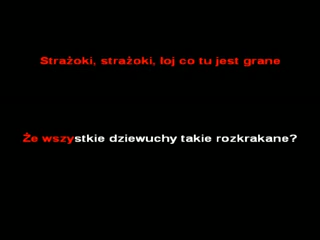 Strażoki, strażoki, loj co tu jest grane
Że wszystkie dziewuchy takie rozkrakane?